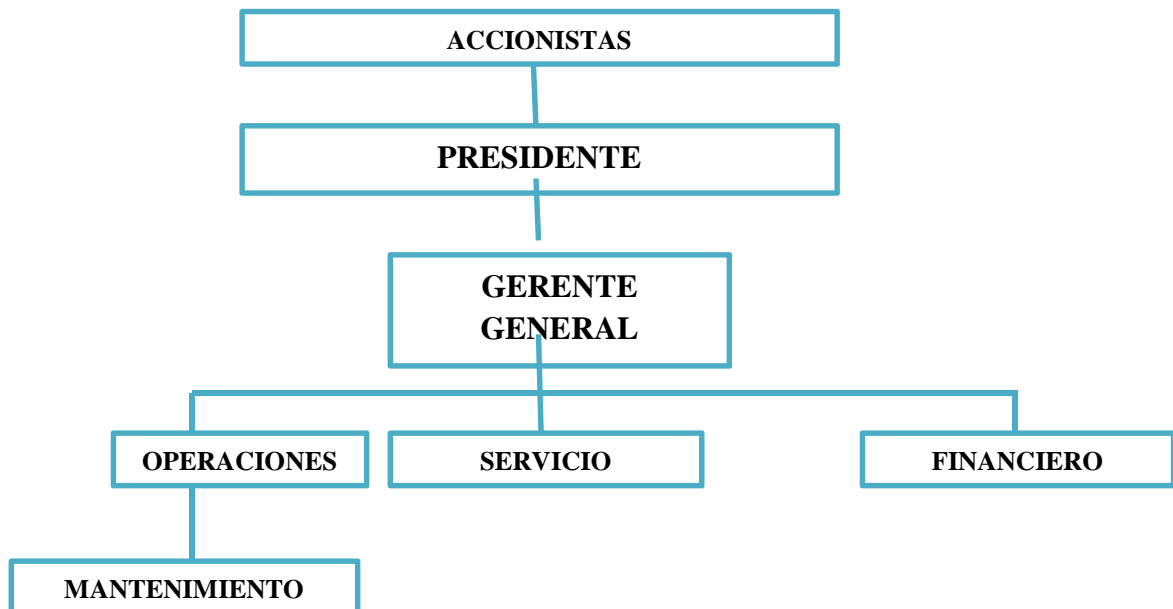 ACCIONISTAS
PRESIDENTE
GERENTE
GENERAL
OPERACIONES
SERVICIO
FINANCIERO
MANTENIMIENTO